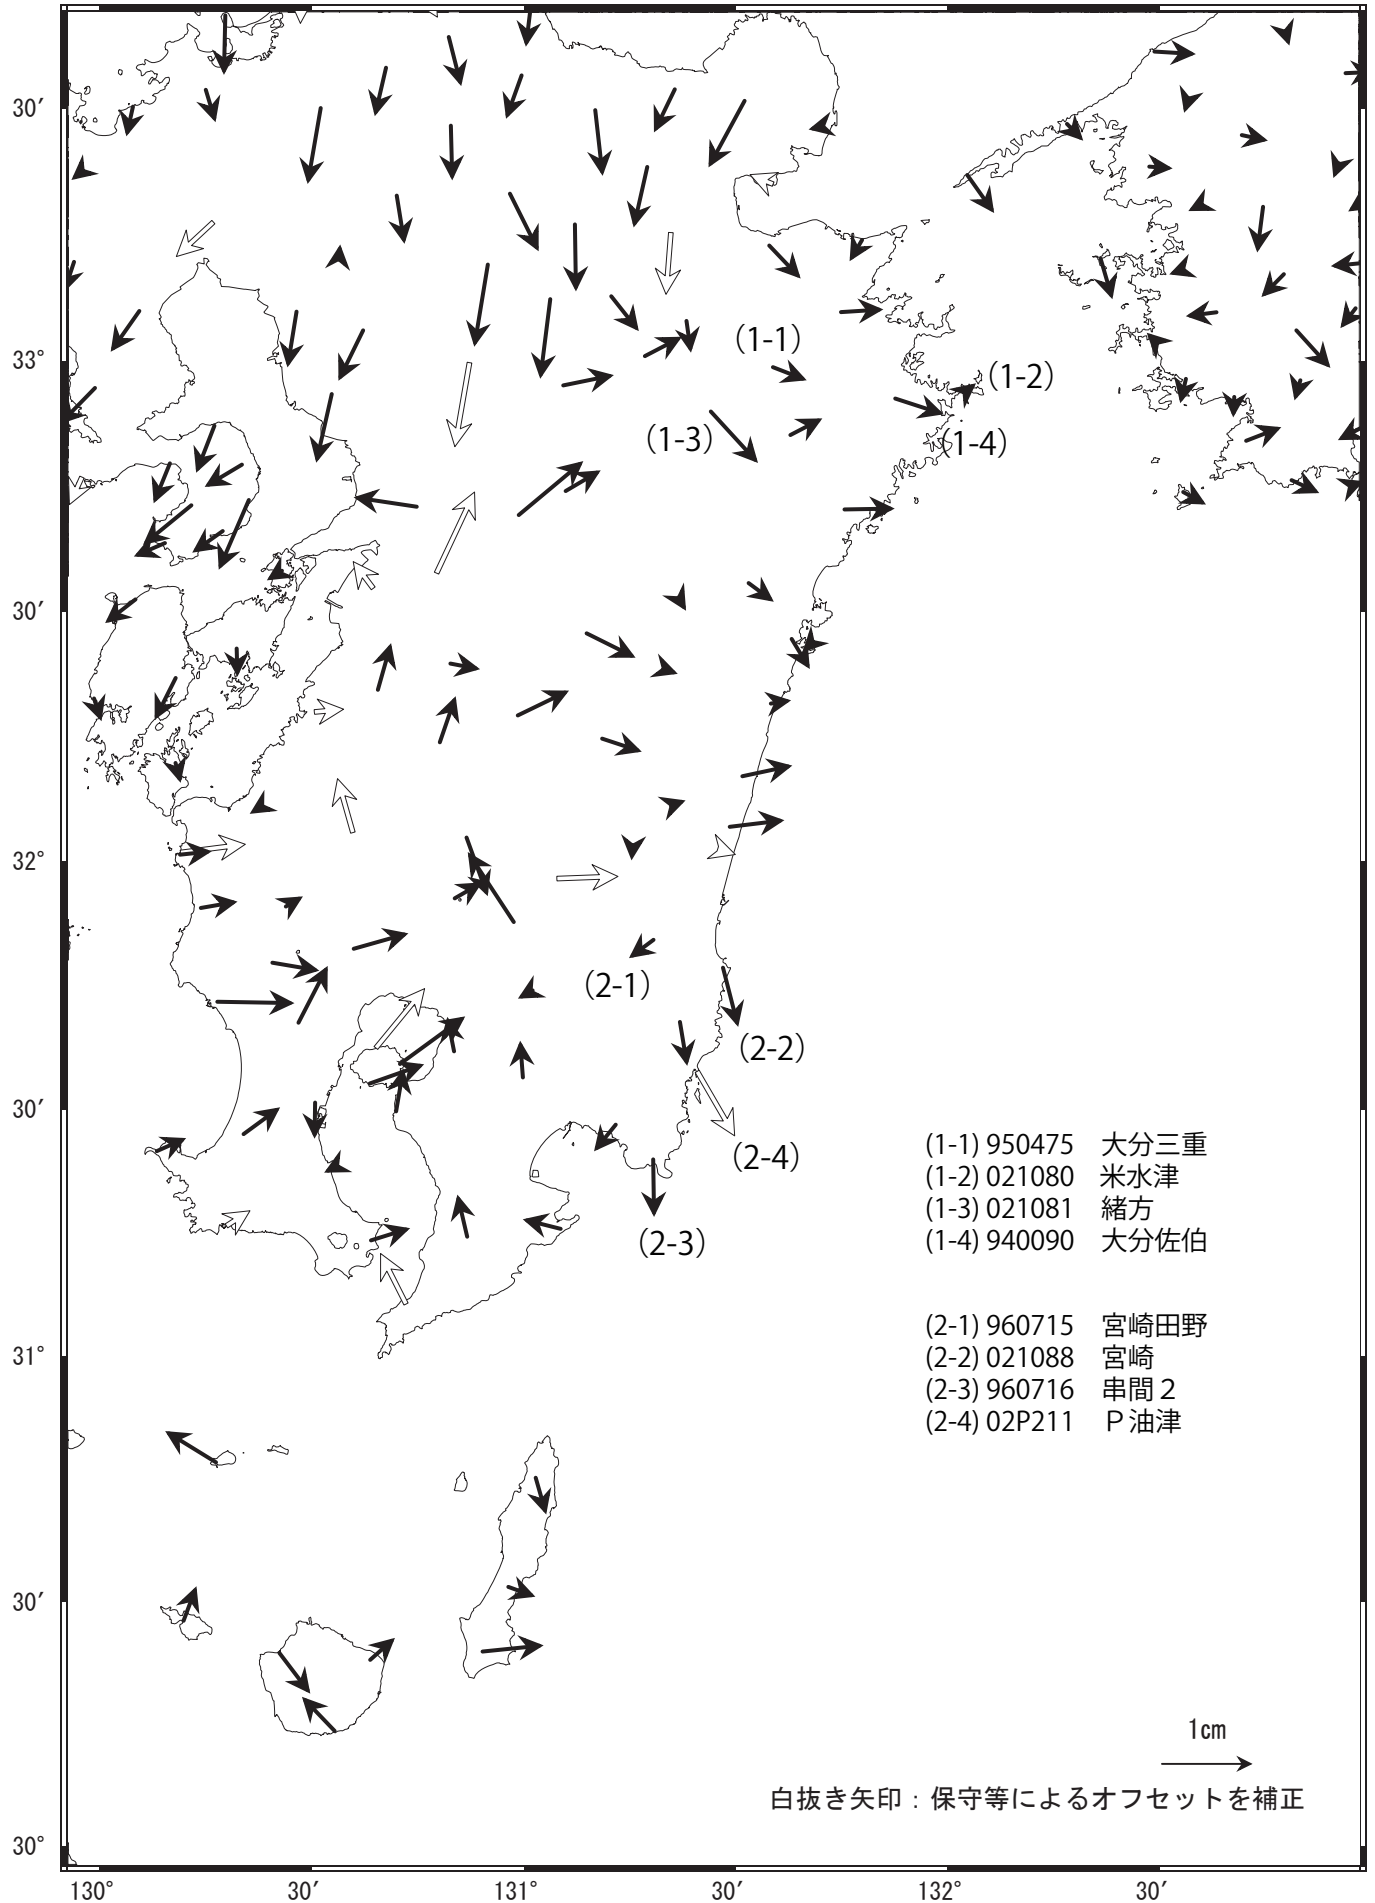 30′
33°
30′
32°
30′
31°
30′
30°
(1-1)
(1-2)
(1-3)
(1-4)
(2-1)
(2-2)
(2-4)
(2-3)
(1-1) 950475 大分三重
(1-2) 021080 米水津
(1-3) 021081 緒方
(1-4) 940090 大分佐伯
(2-1) 960715 宮崎田野
(2-2) 021088 宮崎
(2-3) 960716 串間２
(2-4) 02P211 Ｐ油津
1cm
白抜き矢印：保守等によるオフセットを補正
130° 30′ 131° 30′ 132° 30′